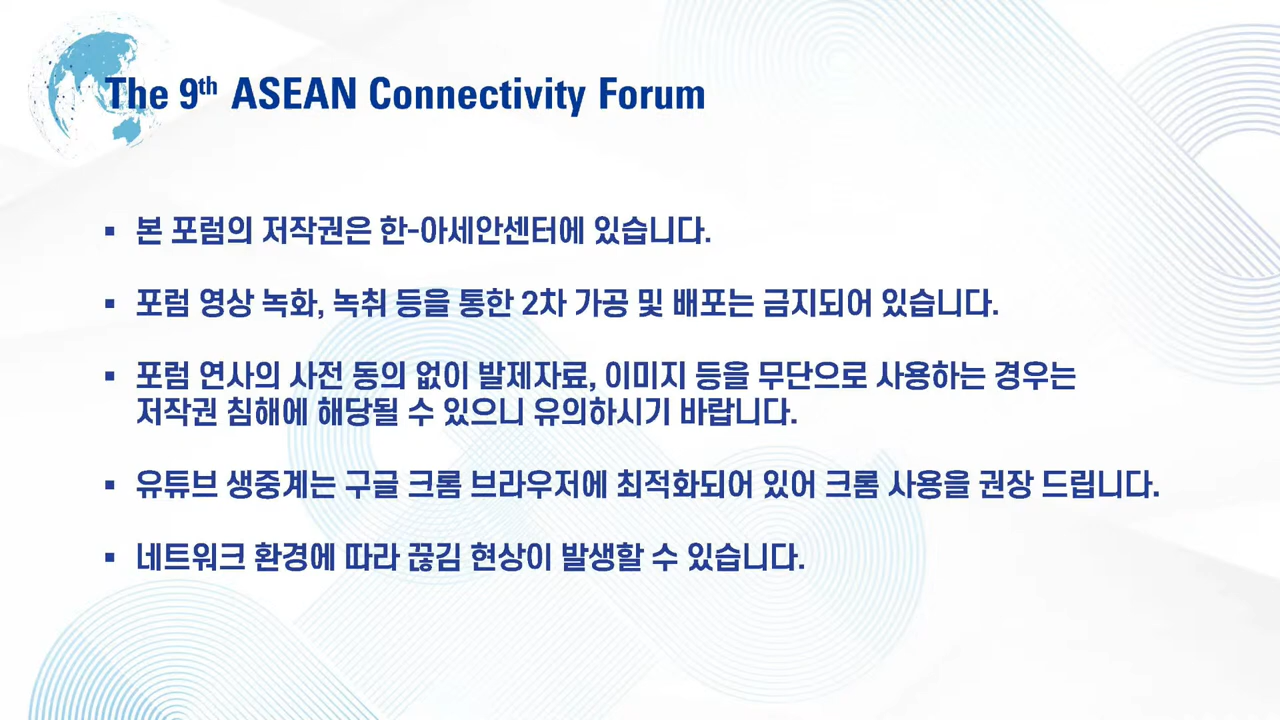 The 9th ASEAN Connectivity Forum
▪ 본 포럼의 저작권은 한-아세안센터에 있습니다.
▪ 포럼 영상 녹화, 녹취 등을 통한 2차 가공 및 배포는 금지되어 있습니다.
▪ 포럼 연사의 사전 동의 없이 발제자료, 이미지 등을 무단으로 사용하는 경우는
저작권 침해에 해당될 수 있으니 유의하시기 바랍니다.
▪ 유튜브 생중계는 구글 크롬 브라우저에 최적화되어 있어 크롬 사용을 권장 드립니다.
▪ 네트워크 환경에 따라 끊김 현상이 발생할 수 있습니다.